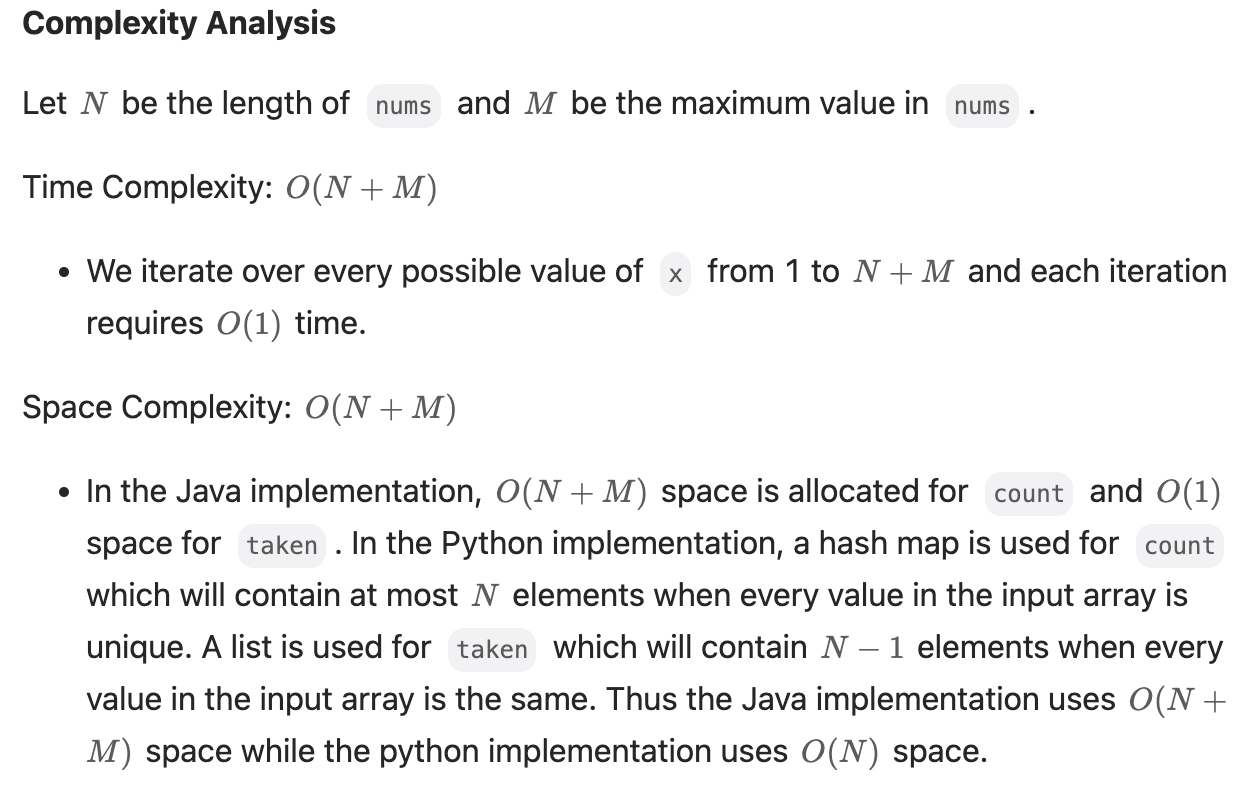 Complexity Analysis
Let N be the length of nums and M be the maximum value in nums .
Time Complexity: O(N + M)
• We iterate over every possible value of x from 1 to N + M and each iteration
requires O(1) time.
Space Complexity: O(N + M)
• In the Java implementation, O(N + M) space is allocated for count and O(1)
space for taken . In the Python implementation, a hash map is used for count
which will contain at most N elements when every value in the input array is
unique. A list is used for taken which will contain N − 1 elements when every
value in the input array is the same. Thus the Java implementation uses O(N +
M) space while the python implementation uses O(N) space.